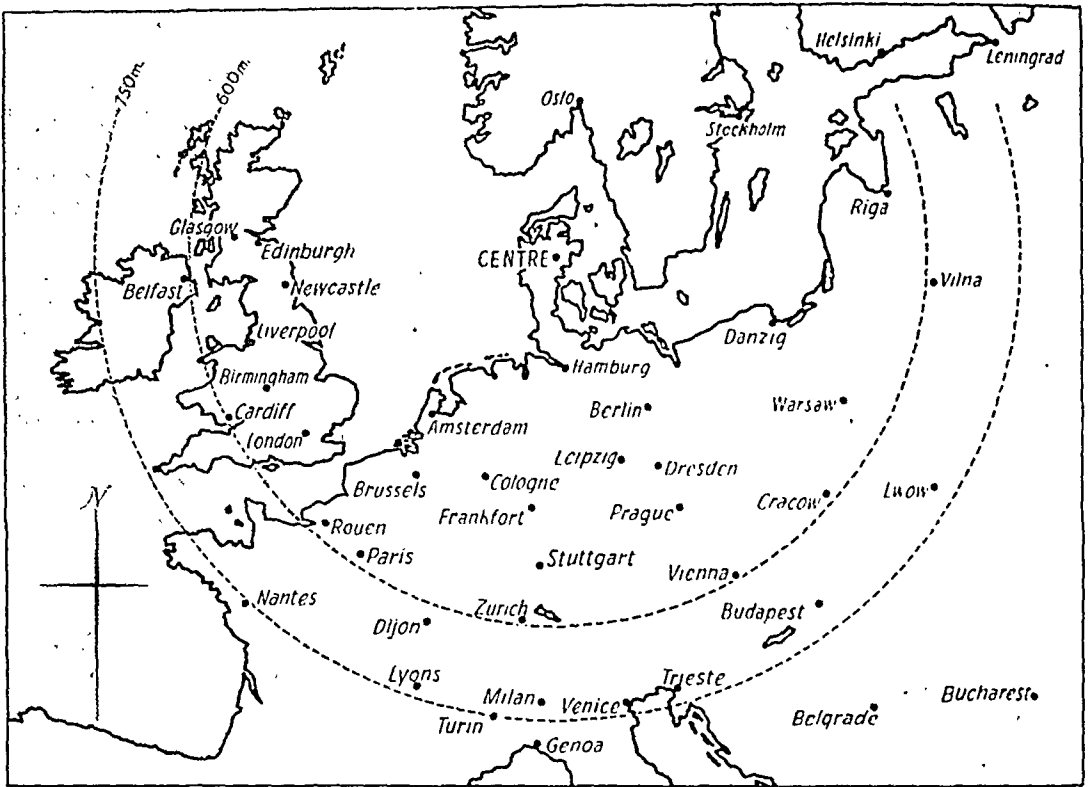 750m.
600m.
Helsinki
Leningrad
Oslo
Stockholm
Riga
Glasgow
Edinburgh
CENTRE
Belfast
Newcastle
Vilna
Liverpool
Danzig
Hamburg
Birmingham
Berlin
Warsaw
Cardiff
Amsterdam
London
Leipzig
Dresden
Brussels
Cologne
Cracow
Lwow
Frankfort
Prague
N
Rouen
Paris
Stuttgart
Vienna
Nantes
Zurich
Budapest
Dijon
Lyons
Trieste
Milan
Venice
Bucharest
Turin
Belgrade
Genoa